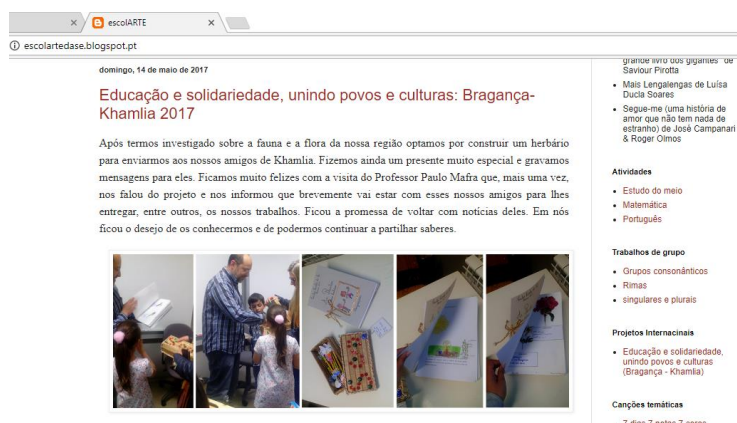 escolARTE
escolartedase.blogspot.pt
domingo, 14 de maio de 2017
Educação e solidariedade, unindo povos e culturas: Bragança-
Khamlia 2017
Após termos investigado sobre a fauna e a flora da nossa região optamos por construir um herbário
para enviarmos aos nossos amigos de Khamlia. Fizemos ainda um presente muito especial e gravamos
mensagens para eles. Ficamos muito felizes com a visita do Professor Paulo Mafra que, mais uma vez,
nos falou do projeto e nos informou que brevemente vai estar com esses nossos amigos para lhes
entregar, entre outros, os nossos trabalhos. Ficou a promessa de voltar com notícias deles. Em nós
ficou o desejo de os conhecermos e de podermos continuar a partilhar saberes.
grande livro dos gigantes" de
Saviour Pirotta
Mais Lengalengas de Luísa
Ducla Soares
Segue-me (uma história de
amor que não tem nada de
estranho) de José Campanari
& Roger Olmos
Atividades
Estudo do meio
Matemática
Português
Trabalhos de grupo
Grupos consonânticos
Rimas
singulares e plurais
Projetos Internacinais
Educação e solidariedade,
unindo povos e culturas
(Bragança - Khamlia)
Canções temáticas
7 dias 7 notas 7 cores